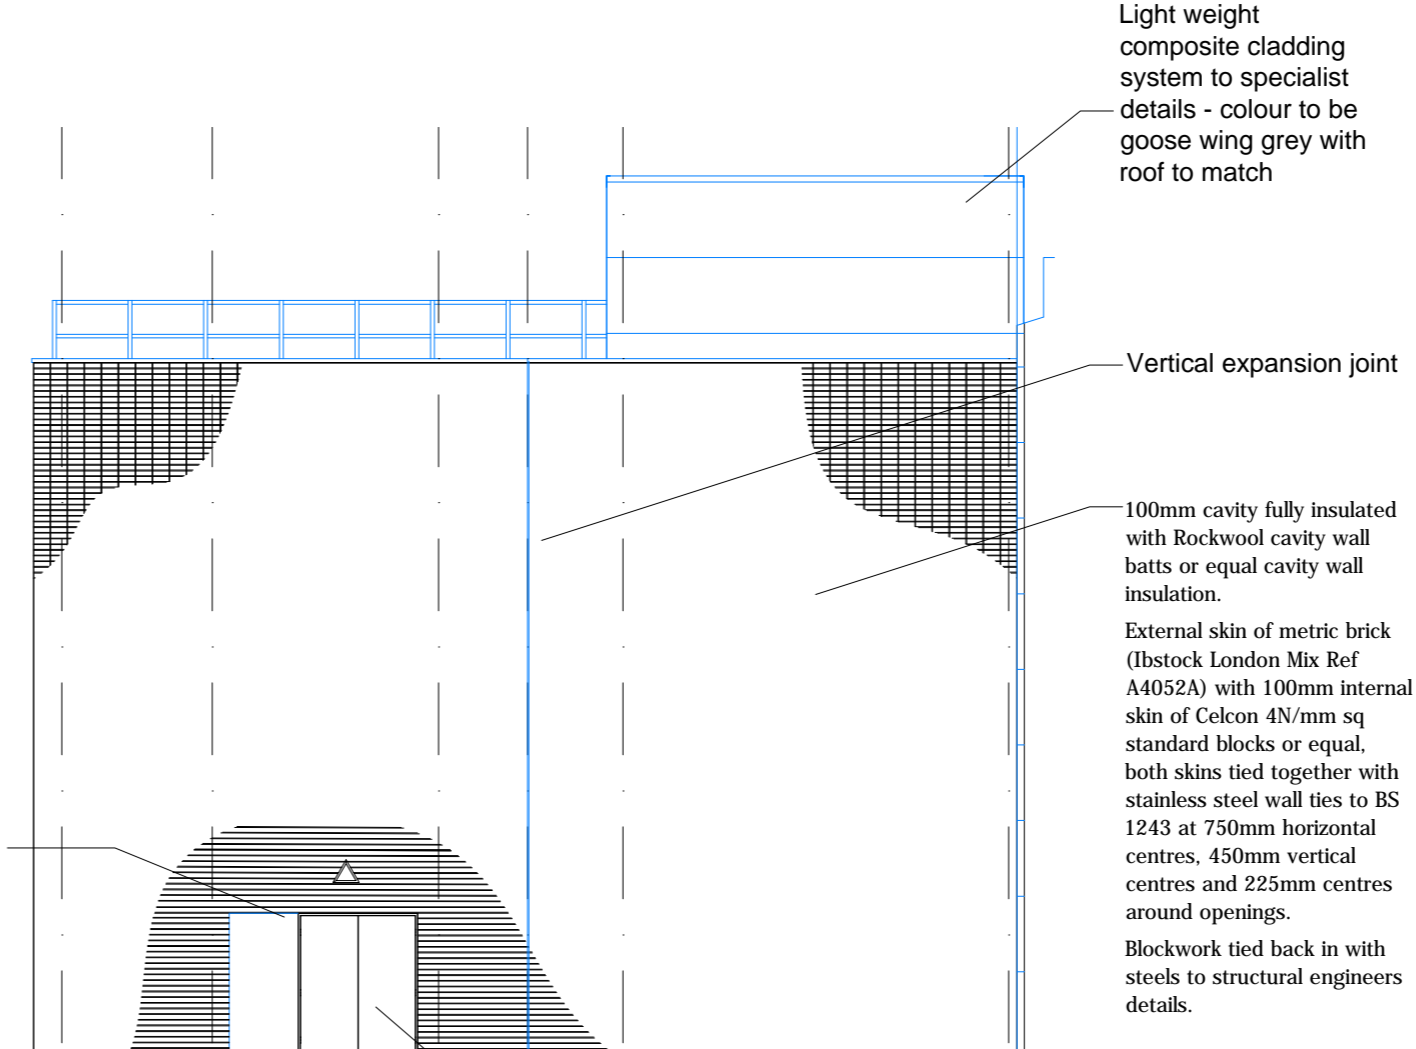 Light weight
composite cladding
system to specialist
details - colour to be
goose wing grey with
roof to match
Vertical expansion joint
100mm cavity fully insulated
with Rockwool cavity wall
batts or equal cavity wall
insulation.
External skin of metric brick
(Ibstock London Mix Ref
A4052A) with 100mm internal
skin of Celcon 4N/mm sq
standard blocks or equal,
both skins tied together with
stainless steel wall ties to BS
1243 at 750mm horizontal
centres, 450mm vertical
centres and 225mm centres
around openings.
Blockwork tied back in with
steels to structural engineers
details.